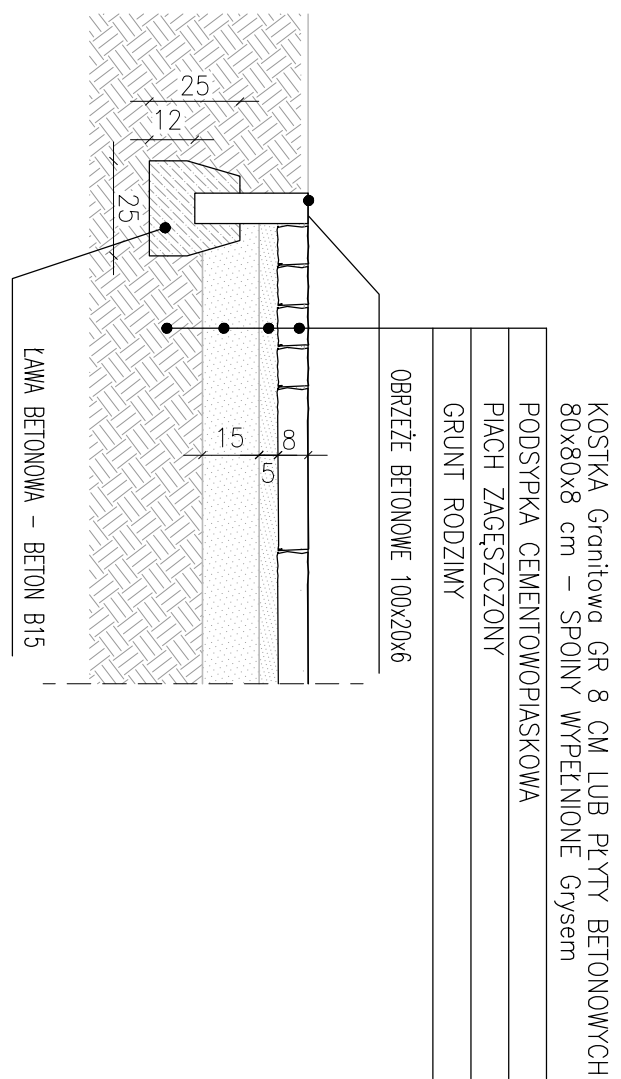 KOSTKA Granitowa GR 8 CM LUB PŁYTY BETONOWYCH
80x80x8 cm – SPOINY WYPEŁNIONE Grysem
PODSYPKA CEMENTOWOPIASKOWA
PIACH ZAGĘSZCZONY
GRUNT RODZIMY
OBRZEŻE BETONOWE 100x20x6
25
12
25
15
5
8
ŁAWA BETONOWA – BETON B15